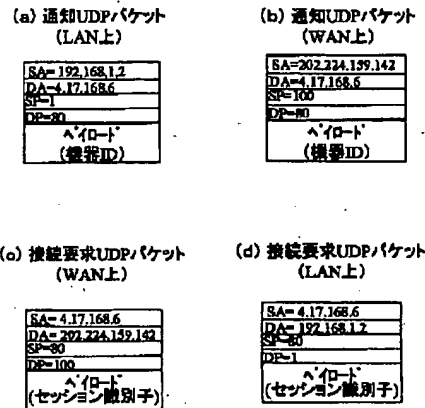 (a) 通知UDPパケット
(LAN上)
SA= 192,168,1,2
DA=4.17.168.6
SP=1
DP=80
ペイロード
(機器ID)
(b) 通知UDPパケット
(WAN上)
SA=202.224.159.142
DA=4.17.168.6
SP=100
DP=80
ペイロード
(機器ID)
(c) 接続要求UDPパケット
(WAN上)
SA= 4.17.168.6
DA= 202.224.159.142
SP=80
DP=100
ペイロード
(セッション識別子)
(d) 接続要求UDPパケット
(LAN上)
SA= 4.17.168.6
DA= 192.168.1.2
SP=80
DP=1
ペイロード
(セッション識別子)